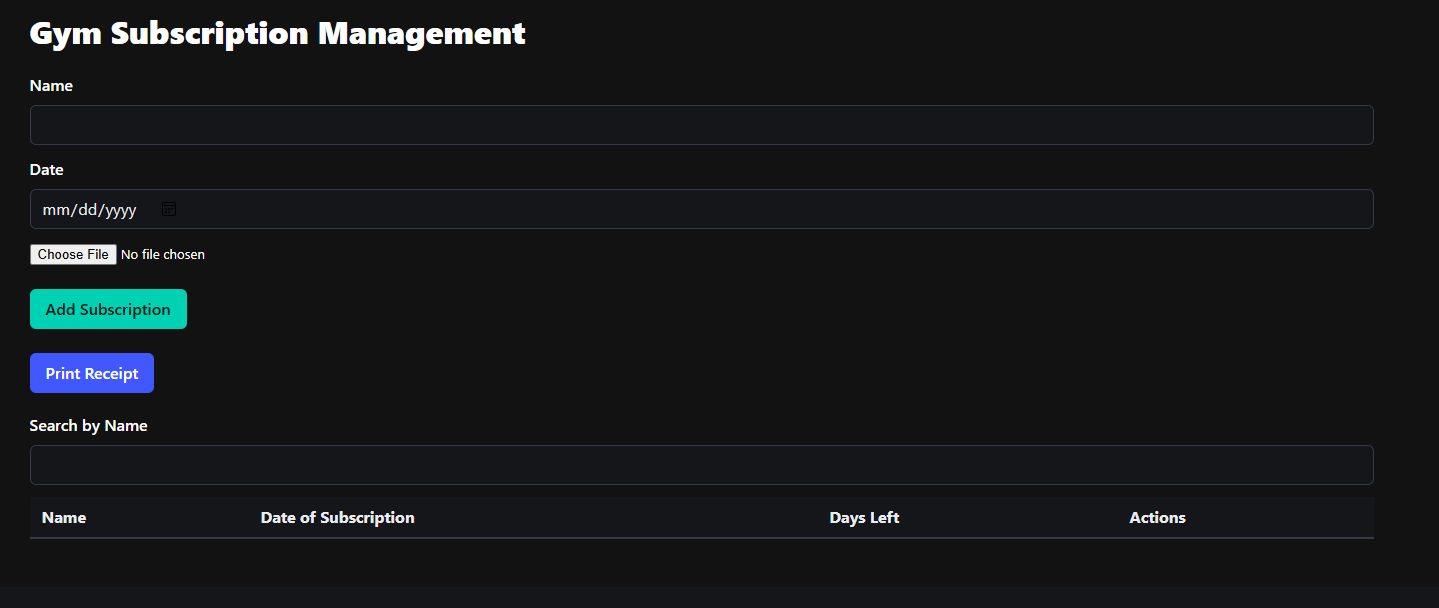 Gym Subscription Management
Name
Date
mm/dd/yyyy
Choose File No file chosen
Add Subscription
Print Receipt
Search by Name
Name Date of Subscription Days Left Actions